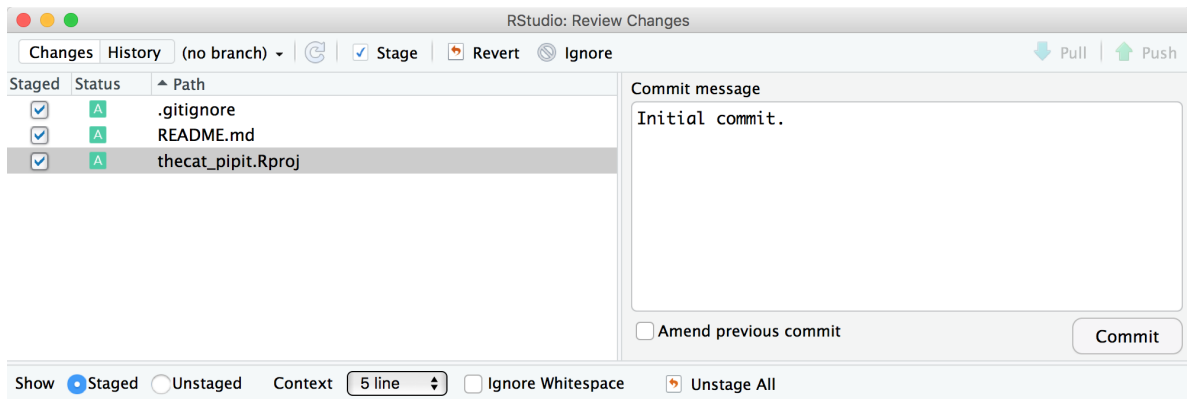 RStudio: Review Changes
Changes History (no branch) Stage Revert Ignore Pull Push
Staged Status Path
A .gitignore
A README.md
A thecat_pipit.Rproj
Commit message
Initial commit.
Amend previous commit Commit
Show Staged Unstaged Context 5 line Ignore Whitespace Unstage All